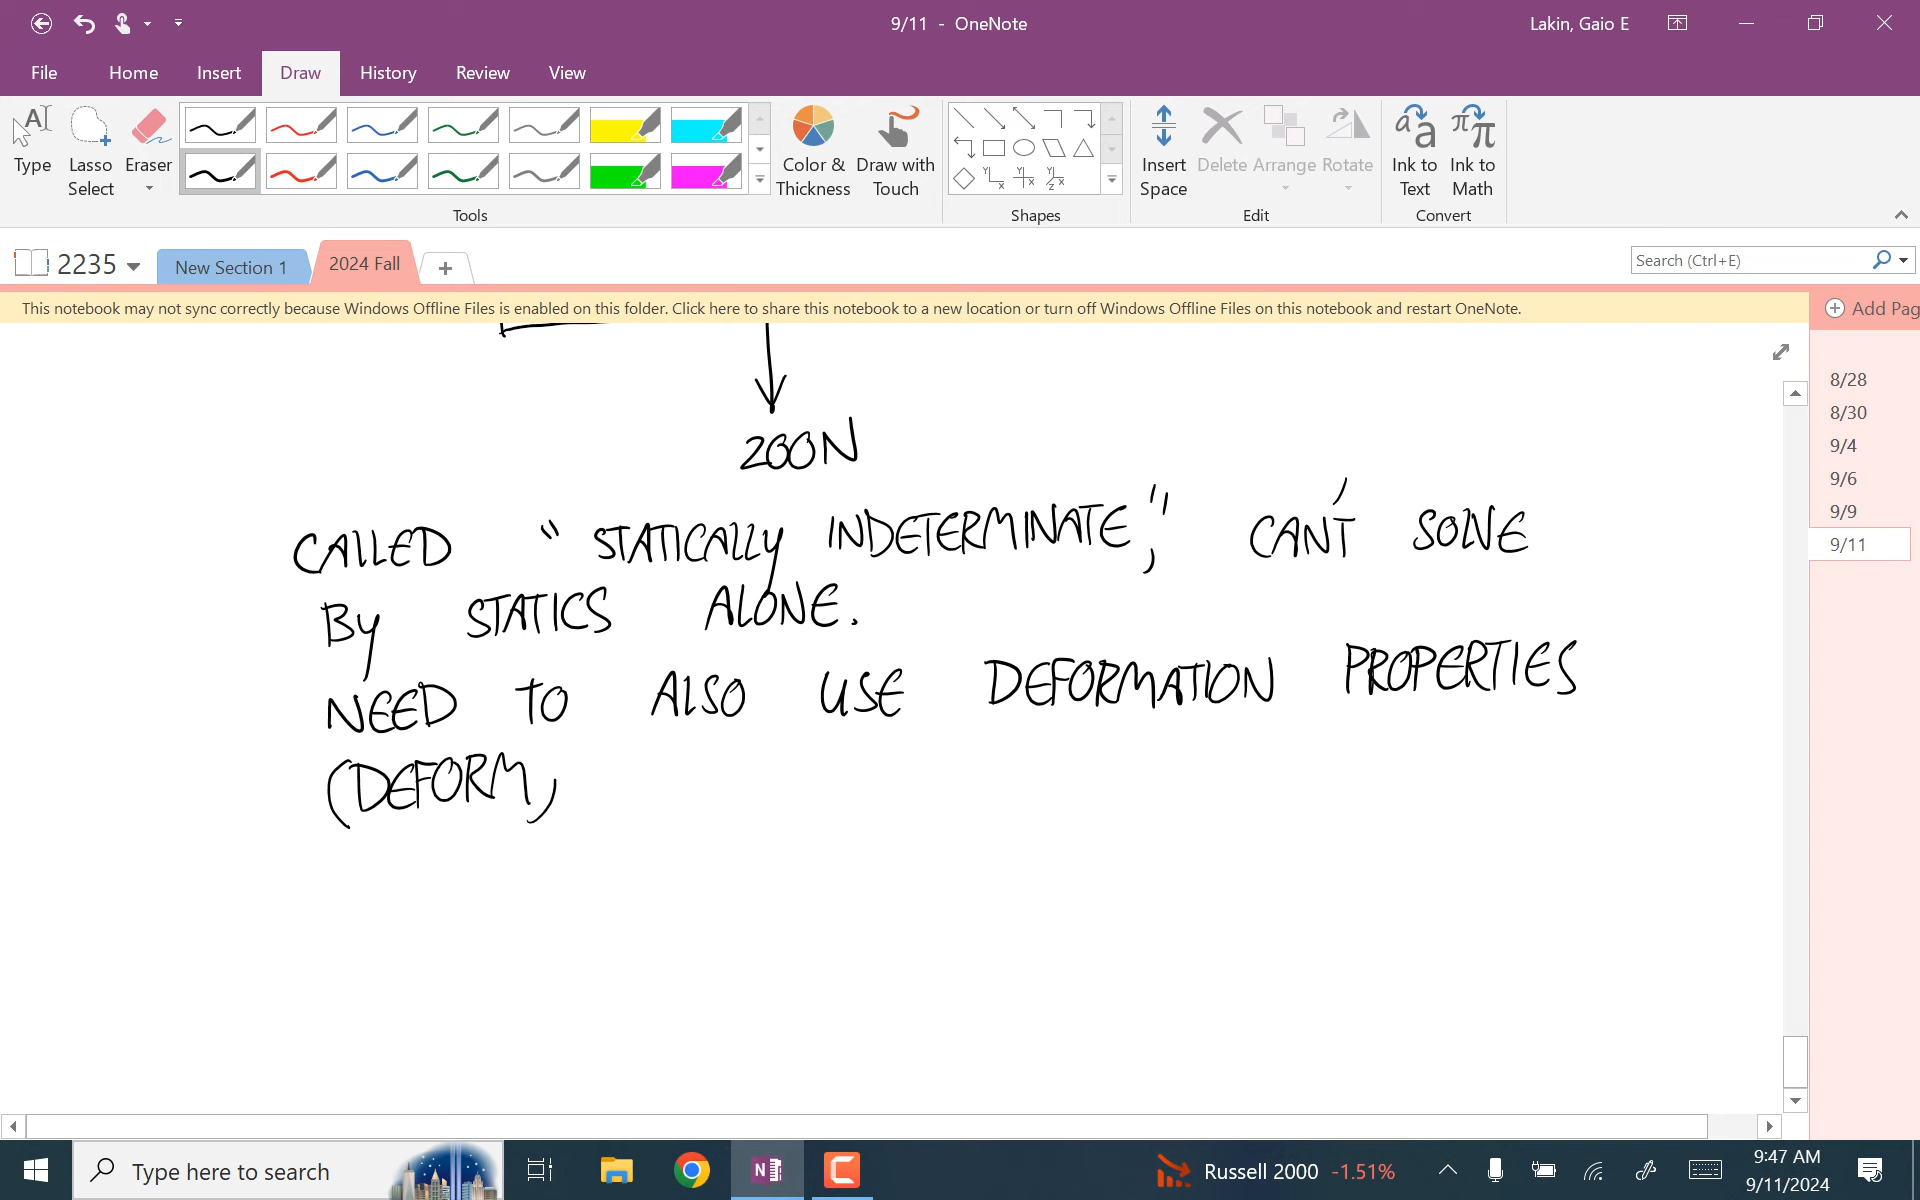 9/11 - OneNote
Lakin, Gaio E
File Home Insert Draw History Review View
Type
Lasso Select
Eraser
Color & Thickness
Draw with Touch
Insert Space
Delete
Arrange
Rotate
Ink to Text
Ink to Math
Tools
Shapes
Edit
Convert
2235
New Section 1
2024 Fall
Search (Ctrl+E)
This notebook may not sync correctly because Windows Offline Files is enabled on this folder. Click here to share this notebook to a new location or turn off Windows Offline Files on this notebook and restart OneNote.
Add Pag
8/28
8/30
9/4
9/6
9/9
9/11
200N
CALLED "STATICALLY INDETERMINATE," CAN'T SOLVE
BY STATICS ALONE.
NEED TO ALSO USE DEFORMATION PROPERTIES
(DEFORM,
Type here to search
Russell 2000 -1.51%
9:47 AM
9/11/2024